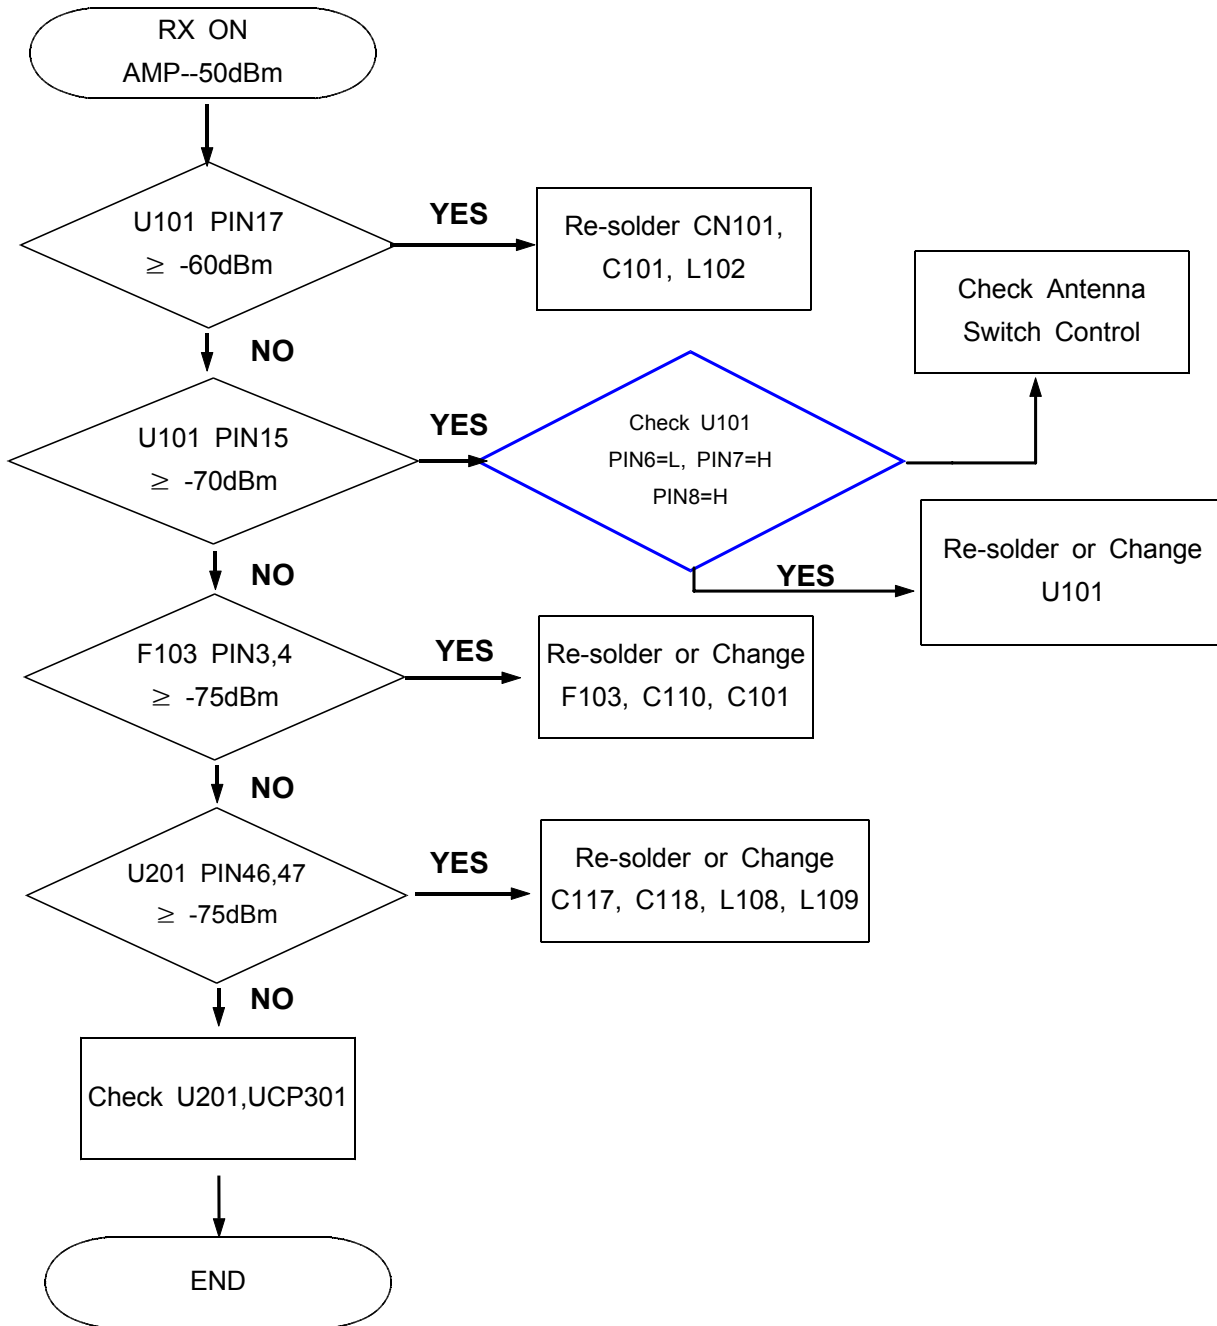 RX ON
AMP--50dBm
U101 PIN17
≥ -60dBm
YES
Re-solder CN101,
C101, L102
NO
Check Antenna
Switch Control
U101 PIN15
≥ -70dBm
YES
Check U101
PIN6=L, PIN7=H
PIN8=H
YES
Re-solder or Change
U101
NO
F103 PIN3,4
≥ -75dBm
YES
Re-solder or Change
F103, C110, C101
NO
U201 PIN46,47
≥ -75dBm
YES
Re-solder or Change
C117, C118, L108, L109
NO
Check U201,UCP301
END